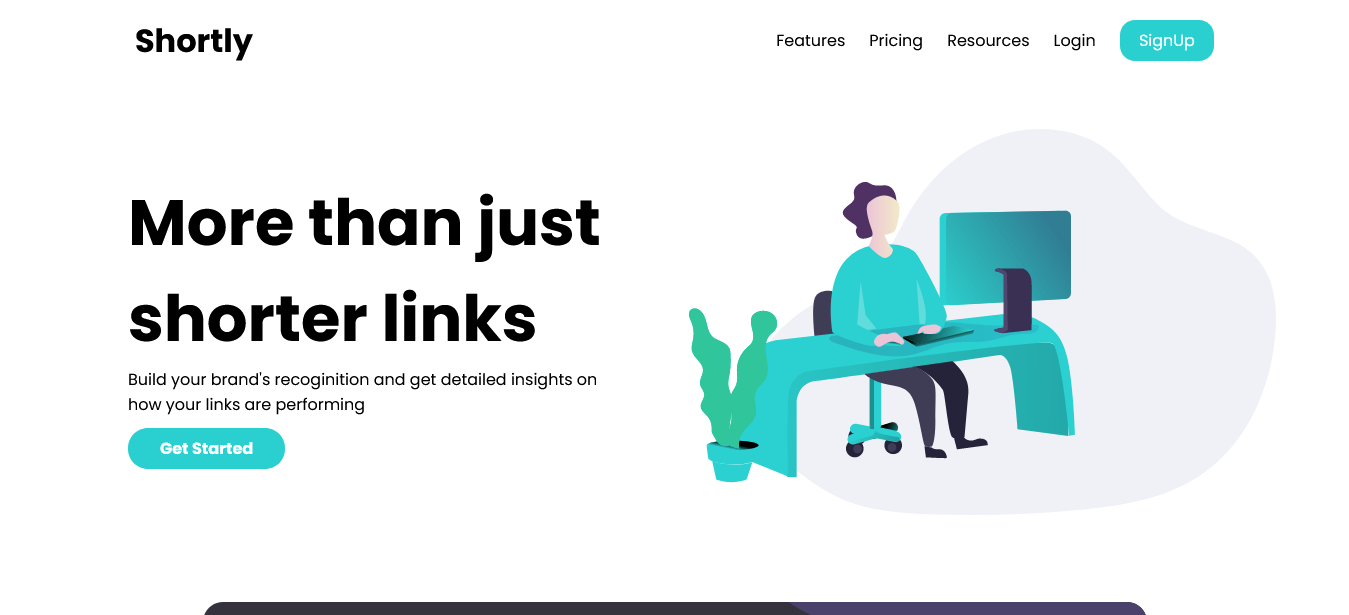 Shortly
Features Pricing Resources Login SignUp
More than just
shorter links
Build your brand's recoginition and get detailed insights on
how your links are performing
Get Started